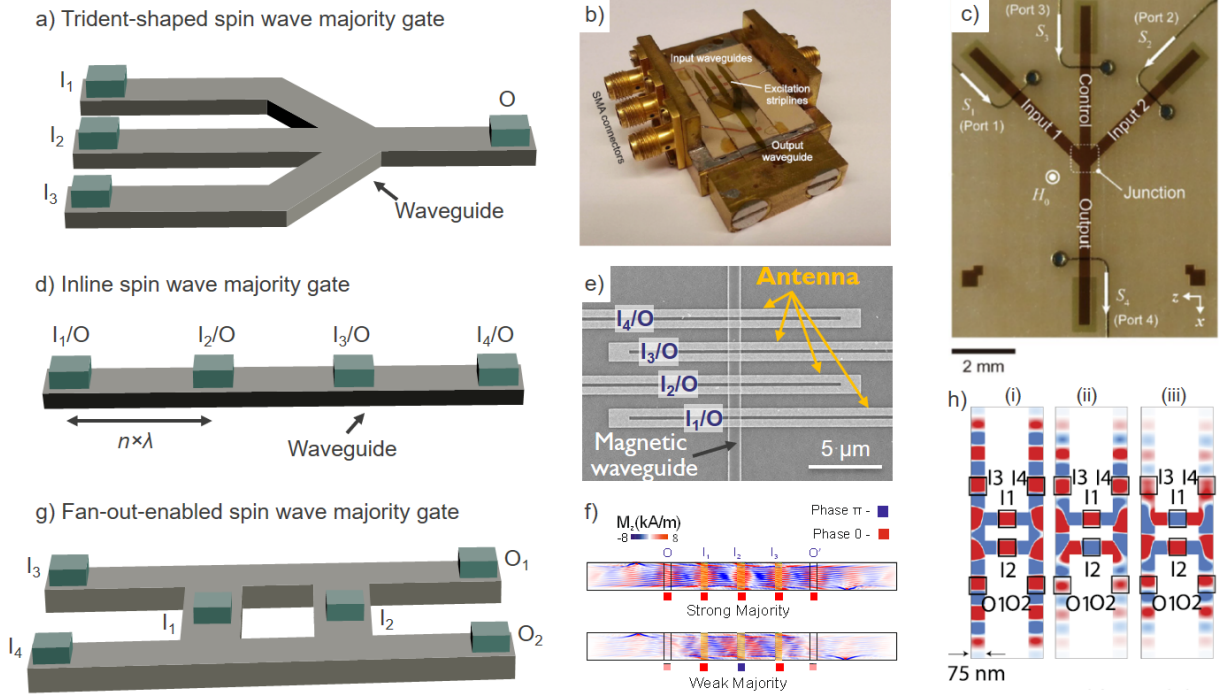 a) Trident-shaped spin wave majority gate
I1
I2
I3
O
Waveguide
b)
Input waveguides
Excitation
striplines
SMA connectors
Output
waveguide
c)
(Port 3)
S3
(Port 2)
S2
S1
(Port 1)
Input 1
Control
Input 2
H0
Junction
Output
S4
(Port 4)
z
x
2 mm
d) Inline spin wave majority gate
I1/O
I2/O
I3/O
I4/O
n×λ
Waveguide
e)
Antenna
I4/O
I3/O
I2/O
I1/O
Magnetic
waveguide
5 µm
f)
Mz(kA/m)
-8 8
Phase π -
Phase 0 -
O I1 I2 I3 O'
Strong Majority
Weak Majority
g) Fan-out-enabled spin wave majority gate
I3
O1
I1
I2
I4
O2
h)
(i) (ii) (iii)
I3 I4
I1
I2
O1O2
I3 I4
I1
I2
O1O2
I3 I4
I1
I2
O1O2
75 nm